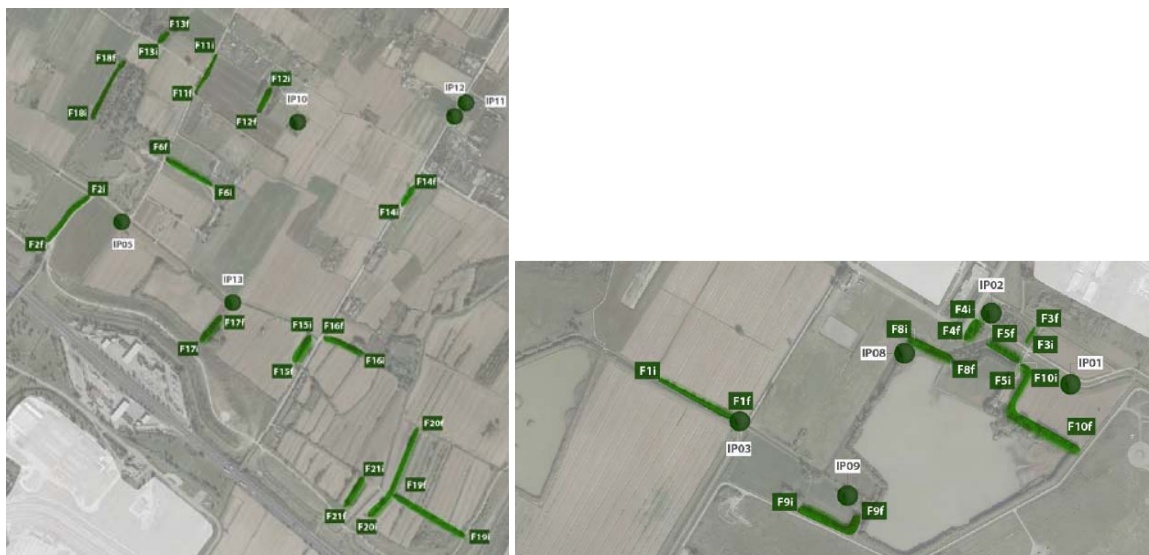 F13f
F13i
F11i
F18f
F12i
F11f
IP12
IP11
F18i
F12f
IP10
F6f
F2i
F6i
F14f
F14i
F2f
IP05
IP13
F17f
F15i
F16f
F17i
F15f
F16i
F20f
F21i
F19f
F21f
F20i
F19i
IP02
F4i
F3f
F8i
F4f
F5f
F3i
IP08
F8f
IP01
F1i
F5i
F10i
F1f
F10f
IP03
IP09
F9i
F9f